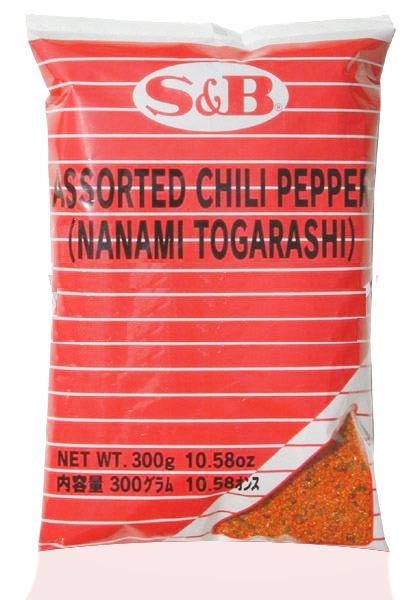 S&B®
ASSORTED CHILI PEPPER
(NANAMI TOGARASHI)
NET WT. 300g 10.58oz
内容量 300グラム 10.58オンス